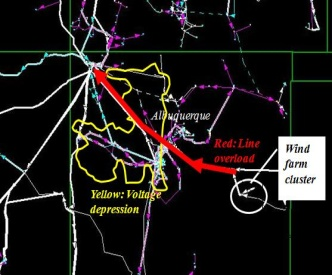 Albuquerque
Red: Line
overload
Wind
farm
cluster
Yellow: Voltage
depression